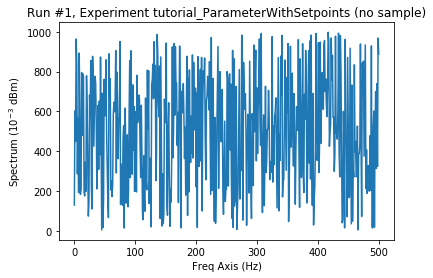 Run #1, Experiment tutorial_ParameterWithSetpoints (no sample)
1000
800
600
400
200
0
Spectrum (10⁻³ dBm)
0 100 200 300 400 500
Freq Axis (Hz)